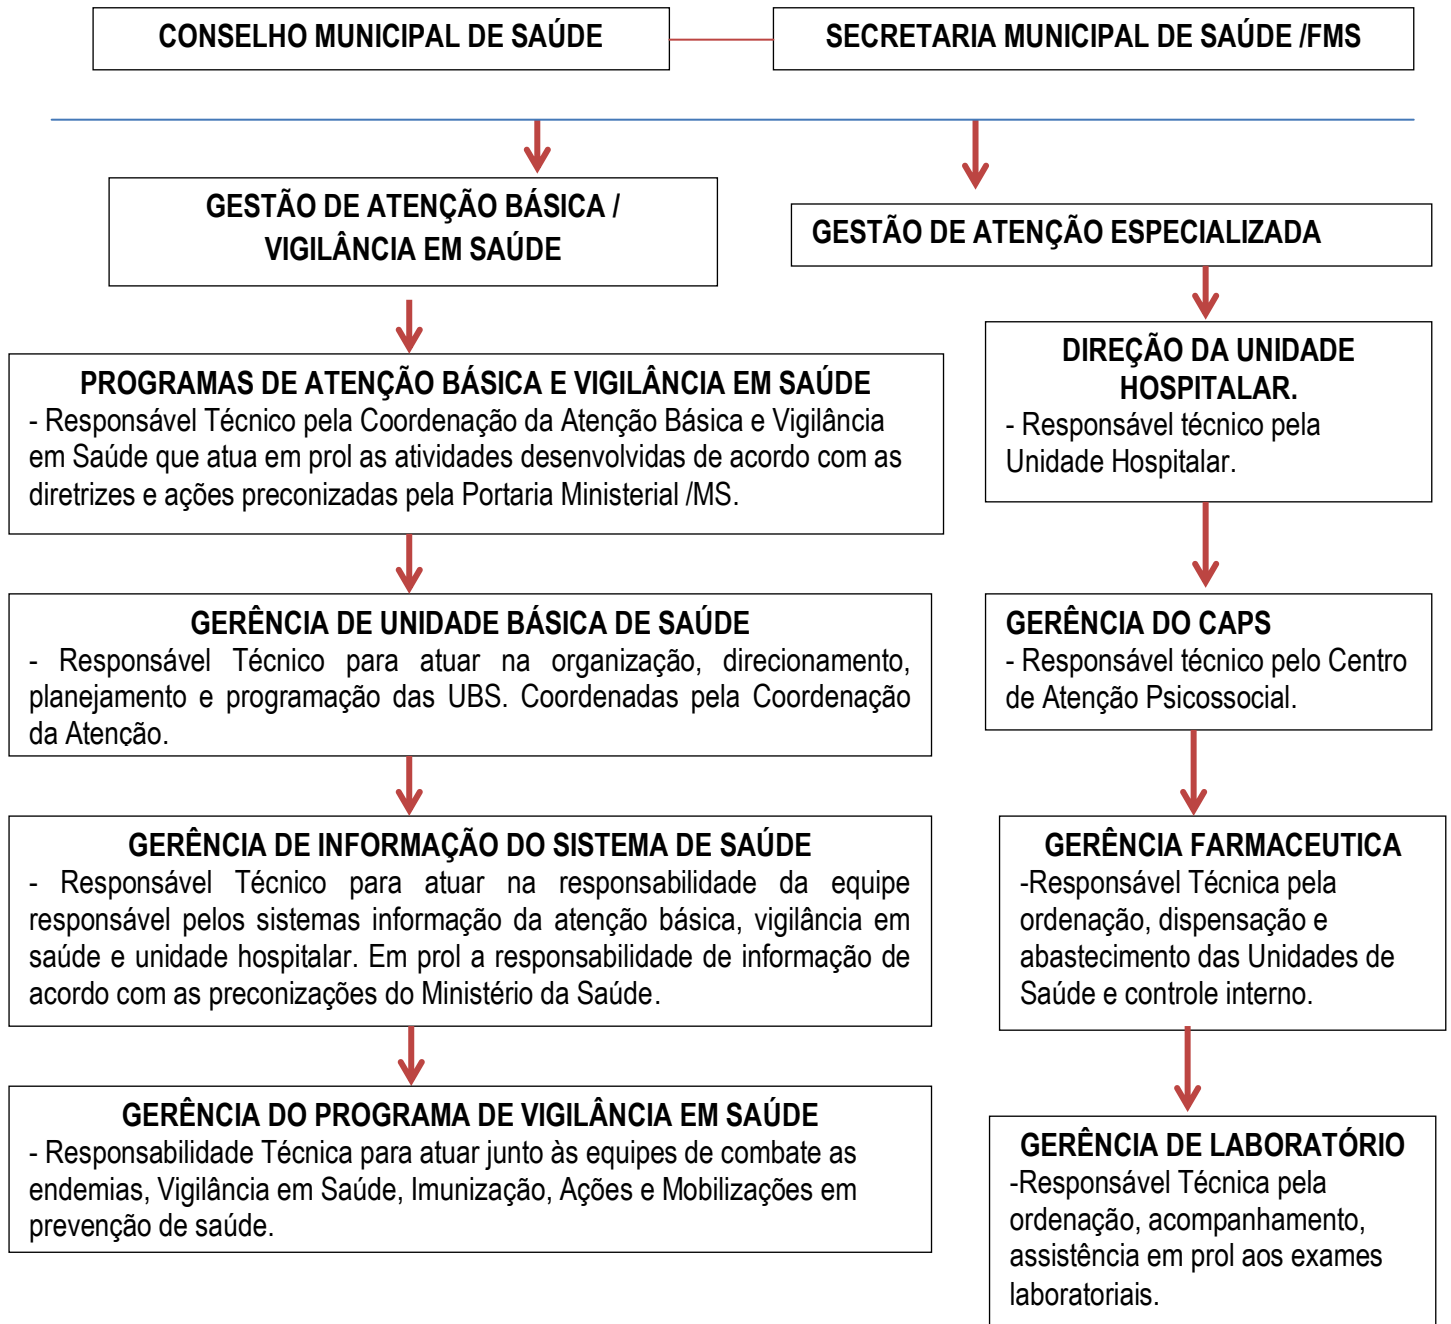 CONSELHO MUNICIPAL DE SAÚDE
SECRETARIA MUNICIPAL DE SAÚDE /FMS
GESTÃO DE ATENÇÃO BÁSICA /
VIGILÂNCIA EM SAÚDE
GESTÃO DE ATENÇÃO ESPECIALIZADA
PROGRAMAS DE ATENÇÃO BÁSICA E VIGILÂNCIA EM SAÚDE
- Responsável Técnico pela Coordenação da Atenção Básica e Vigilância
em Saúde que atua em prol as atividades desenvolvidas de acordo com as
diretrizes e ações preconizadas pela Portaria Ministerial /MS.
DIREÇÃO DA UNIDADE
HOSPITALAR.
- Responsável técnico pela
Unidade Hospitalar.
GERÊNCIA DE UNIDADE BÁSICA DE SAÚDE
- Responsável Técnico para atuar na organização, direcionamento,
planejamento e programação das UBS. Coordenadas pela Coordenação
da Atenção.
GERÊNCIA DO CAPS
- Responsável técnico pelo Centro
de Atenção Psicossocial.
GERÊNCIA DE INFORMAÇÃO DO SISTEMA DE SAÚDE
- Responsável Técnico para atuar na responsabilidade da equipe
responsável pelos sistemas informação da atenção básica, vigilância em
saúde e unidade hospitalar. Em prol a responsabilidade de informação de
acordo com as preconizações do Ministério da Saúde.
GERÊNCIA FARMACEUTICA
-Responsável Técnica pela
ordenação, dispensação e
abastecimento das Unidades de
Saúde e controle interno.
GERÊNCIA DO PROGRAMA DE VIGILÂNCIA EM SAÚDE
- Responsabilidade Técnica para atuar junto às equipes de combate as
endemias, Vigilância em Saúde, Imunização, Ações e Mobilizações em
prevenção de saúde.
GERÊNCIA DE LABORATÓRIO
-Responsável Técnica pela
ordenação, acompanhamento,
assistência em prol aos exames
laboratoriais.